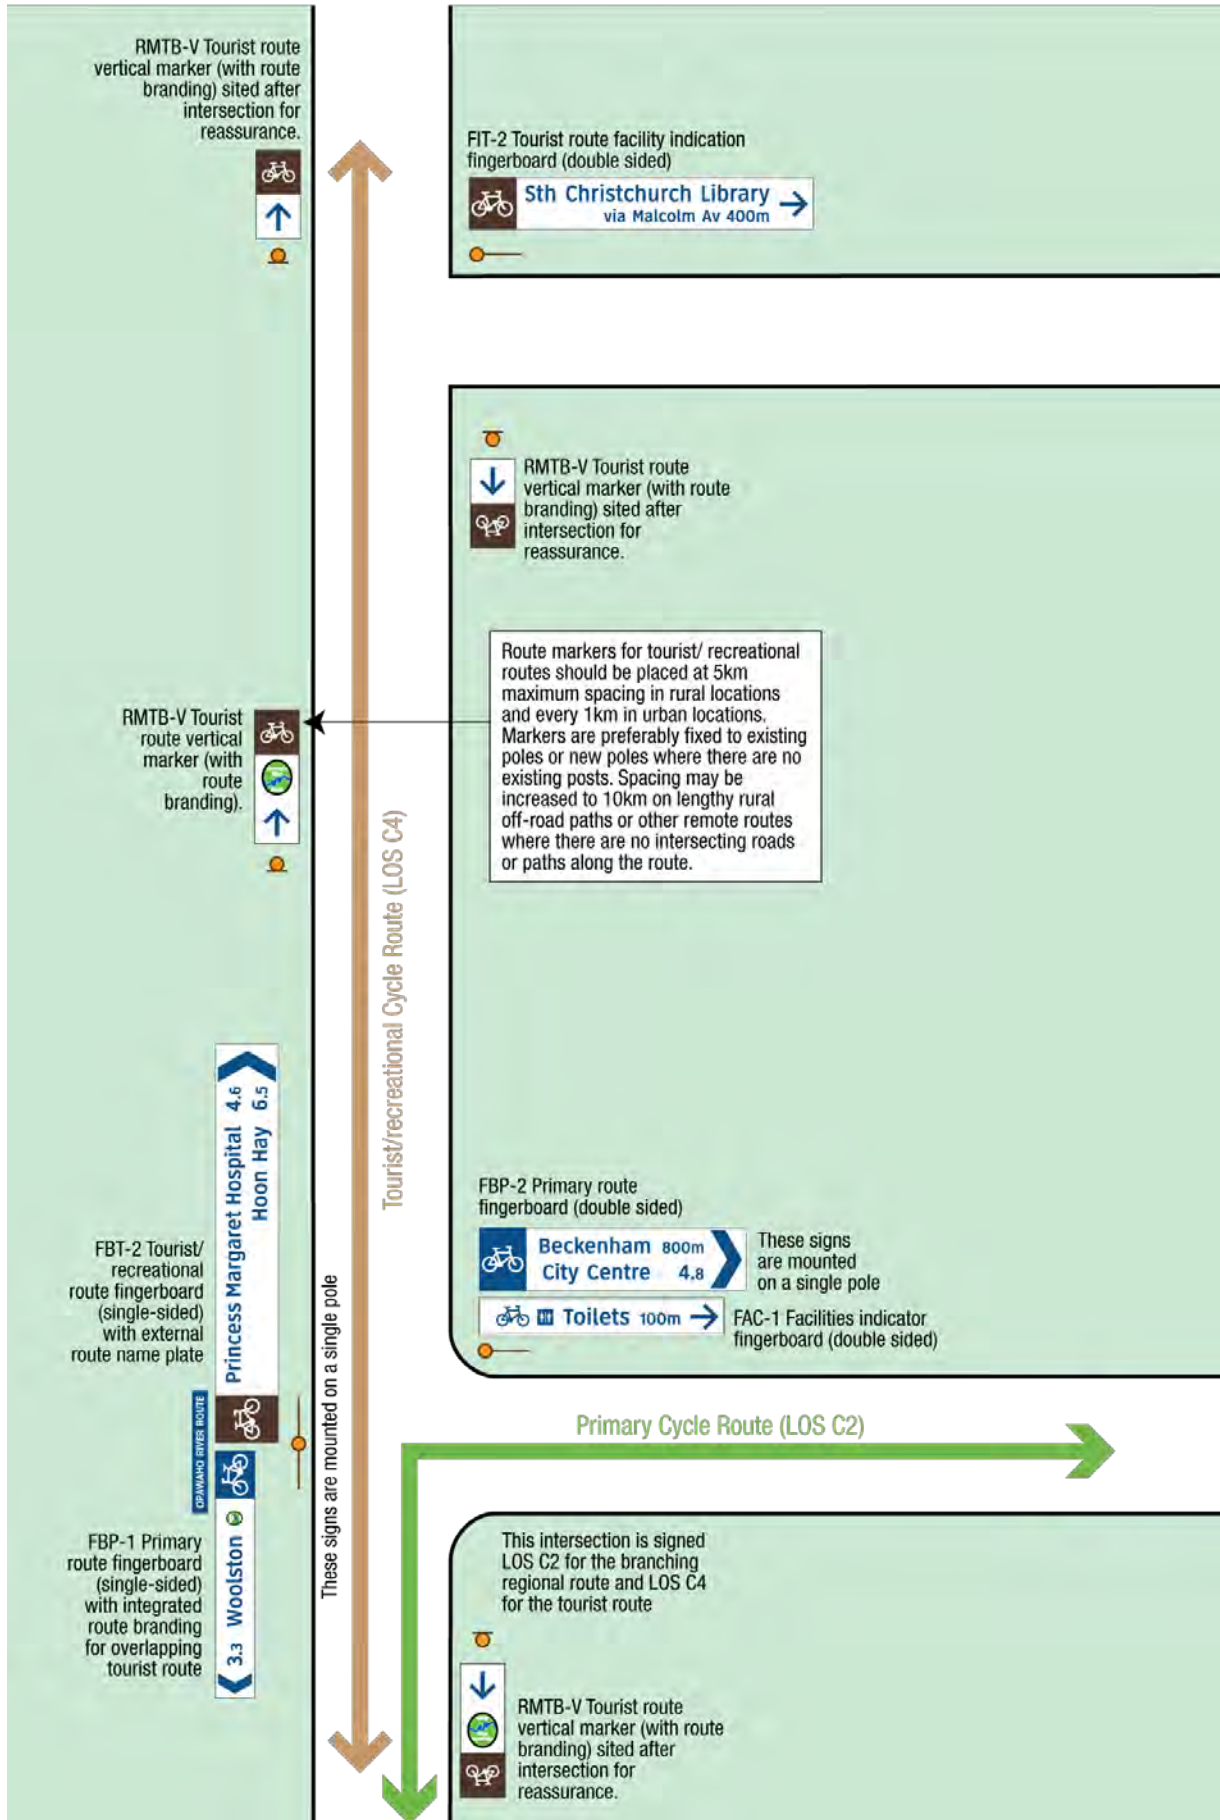 RMTB-V Tourist route
vertical marker (with route
branding) sited after
intersection for
reassurance.
FIT-2 Tourist route facility indication
fingerboard (double sided)
Sth Christchurch Library
via Malcolm Av 400m
RMTB-V Tourist route
vertical marker (with route
branding) sited after
intersection for
reassurance.
Route markers for tourist/ recreational
routes should be placed at 5km
maximum spacing in rural locations
and every 1km in urban locations.
Markers are preferably fixed to existing
poles or new poles where there are no
existing posts. Spacing may be
increased to 10km on lengthy rural
off-road paths or other remote routes
where there are no intersecting roads
or paths along the route.
RMTB-V Tourist
route vertical
marker (with
route
branding).
Tourist/recreational Cycle Route (LOS C4)
Princess Margaret Hospital 4.6
Hoon Hay 6.5
FBT-2 Tourist/
recreational
route fingerboard
(single-sided)
with external
route name plate
OPAWAHO RIVER ROUTE
These signs are mounted on a single pole
FBP-2 Primary route
fingerboard (double sided)
Beckenham 800m
City Centre 4.8
These signs
are mounted
on a single pole
Toilets 100m
FAC-1 Facilities indicator
fingerboard (double sided)
Primary Cycle Route (LOS C2)
3.3 Woolston
FBP-1 Primary
route fingerboard
(single-sided)
with integrated
route branding
for overlapping
tourist route
This intersection is signed
LOS C2 for the branching
regional route and LOS C4
for the tourist route
RMTB-V Tourist route
vertical marker (with route
branding) sited after
intersection for
reassurance.